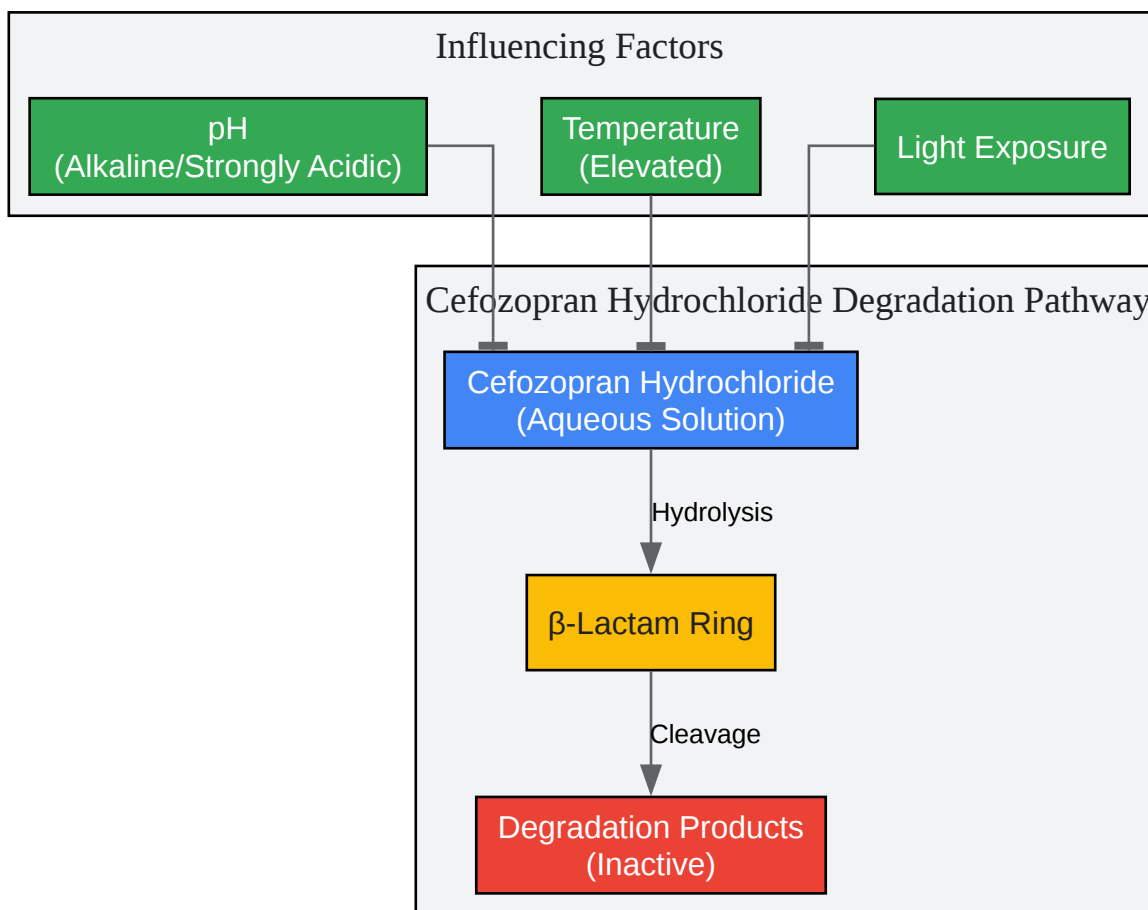 Influencing Factors
pH
(Alkaline/Strongly Acidic)
Temperature
(Elevated)
Light Exposure
Cefozopran Hydrochloride Degradation Pathway
Cefozopran Hydrochloride
(Aqueous Solution)
Hydrolysis
β-Lactam Ring
Cleavage
Degradation Products
(Inactive)